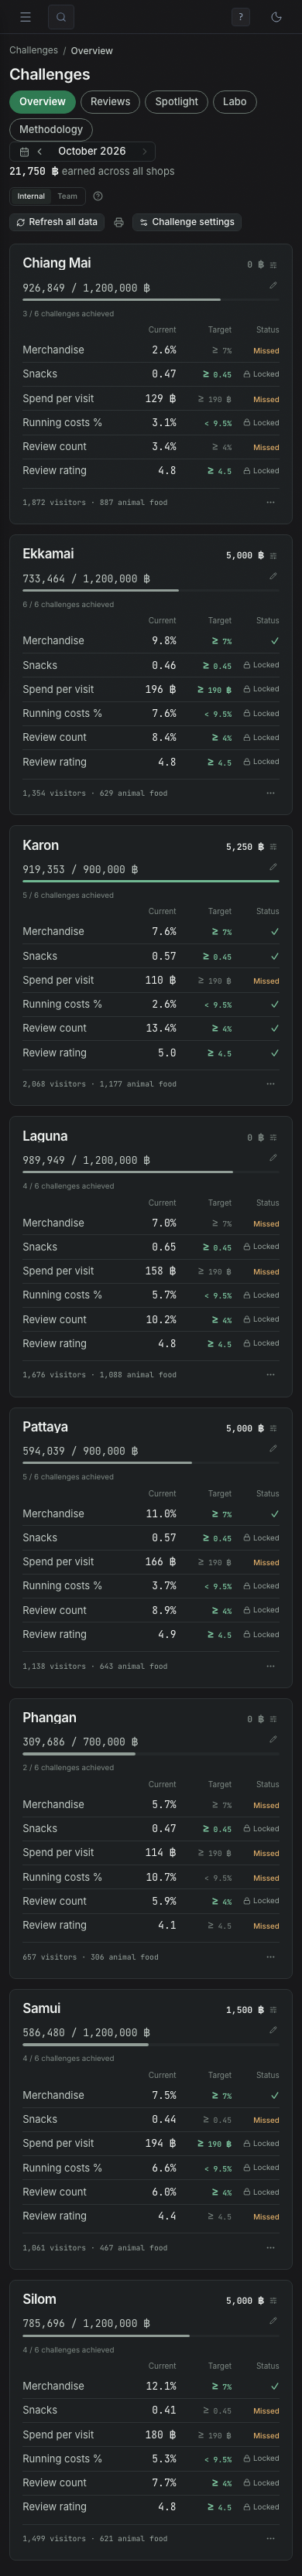 ?
Challenges / Overview
Challenges
Overview Reviews Spotlight Labo
Methodology
October 2026
21,750 ฿ earned across all shops
Internal Team
Refresh all data Challenge settings
Chiang Mai 0 ฿
926,849 / 1,200,000 ฿
3 / 6 challenges achieved
Current Target Status
Merchandise 2.6% ≥ 7% Missed
Snacks 0.47 ≥ 0.45 Locked
Spend per visit 129 ฿ ≥ 190 ฿ Missed
Running costs % 3.1% < 9.5% Locked
Review count 3.4% ≥ 4% Missed
Review rating 4.8 ≥ 4.5 Locked
1,872 visitors · 887 animal food ...
Ekkamai 5,000 ฿
733,464 / 1,200,000 ฿
6 / 6 challenges achieved
Current Target Status
Merchandise 9.8% ≥ 7% ✓
Snacks 0.46 ≥ 0.45 Locked
Spend per visit 196 ฿ ≥ 190 ฿ Locked
Running costs % 7.6% < 9.5% Locked
Review count 8.4% ≥ 4% Locked
Review rating 4.8 ≥ 4.5 Locked
1,354 visitors · 629 animal food ...
Karon 5,250 ฿
919,353 / 900,000 ฿
5 / 6 challenges achieved
Current Target Status
Merchandise 7.6% ≥ 7% ✓
Snacks 0.57 ≥ 0.45 ✓
Spend per visit 110 ฿ ≥ 190 ฿ Missed
Running costs % 2.6% < 9.5% ✓
Review count 13.4% ≥ 4% ✓
Review rating 5.0 ≥ 4.5 ✓
2,068 visitors · 1,177 animal food ...
Laguna 0 ฿
989,949 / 1,200,000 ฿
4 / 6 challenges achieved
Current Target Status
Merchandise 7.0% ≥ 7% Missed
Snacks 0.65 ≥ 0.45 Locked
Spend per visit 158 ฿ ≥ 190 ฿ Missed
Running costs % 5.7% < 9.5% Locked
Review count 10.2% ≥ 4% Locked
Review rating 4.8 ≥ 4.5 Locked
1,676 visitors · 1,088 animal food ...
Pattaya 5,000 ฿
594,039 / 900,000 ฿
5 / 6 challenges achieved
Current Target Status
Merchandise 11.0% ≥ 7% ✓
Snacks 0.57 ≥ 0.45 Locked
Spend per visit 166 ฿ ≥ 190 ฿ Missed
Running costs % 3.7% < 9.5% Locked
Review count 8.9% ≥ 4% Locked
Review rating 4.9 ≥ 4.5 Locked
1,138 visitors · 643 animal food ...
Phangan 0 ฿
309,686 / 700,000 ฿
2 / 6 challenges achieved
Current Target Status
Merchandise 5.7% ≥ 7% Missed
Snacks 0.47 ≥ 0.45 Locked
Spend per visit 114 ฿ ≥ 190 ฿ Missed
Running costs % 10.7% < 9.5% Missed
Review count 5.9% ≥ 4% Locked
Review rating 4.1 ≥ 4.5 Missed
657 visitors · 306 animal food ...
Samui 1,500 ฿
586,480 / 1,200,000 ฿
4 / 6 challenges achieved
Current Target Status
Merchandise 7.5% ≥ 7% ✓
Snacks 0.44 ≥ 0.45 Missed
Spend per visit 194 ฿ ≥ 190 ฿ Locked
Running costs % 6.6% < 9.5% Locked
Review count 6.0% ≥ 4% Locked
Review rating 4.4 ≥ 4.5 Missed
1,061 visitors · 467 animal food ...
Silom 5,000 ฿
785,696 / 1,200,000 ฿
4 / 6 challenges achieved
Current Target Status
Merchandise 12.1% ≥ 7% ✓
Snacks 0.41 ≥ 0.45 Missed
Spend per visit 180 ฿ ≥ 190 ฿ Missed
Running costs % 5.3% < 9.5% Locked
Review count 7.7% ≥ 4% Locked
Review rating 4.8 ≥ 4.5 Locked
1,499 visitors · 621 animal food ...